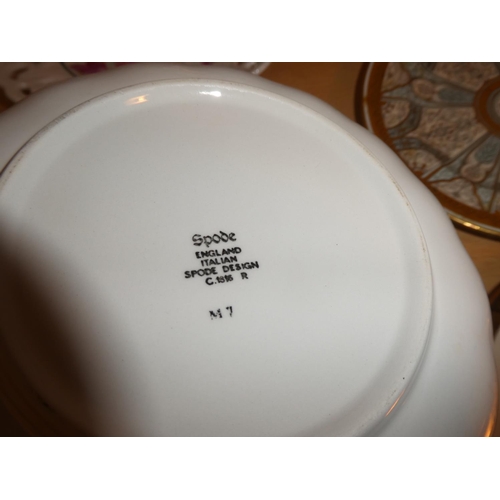 Spode
ENGLAND
ITALIAN
SPODE DESIGN
C.1816 R
M 7